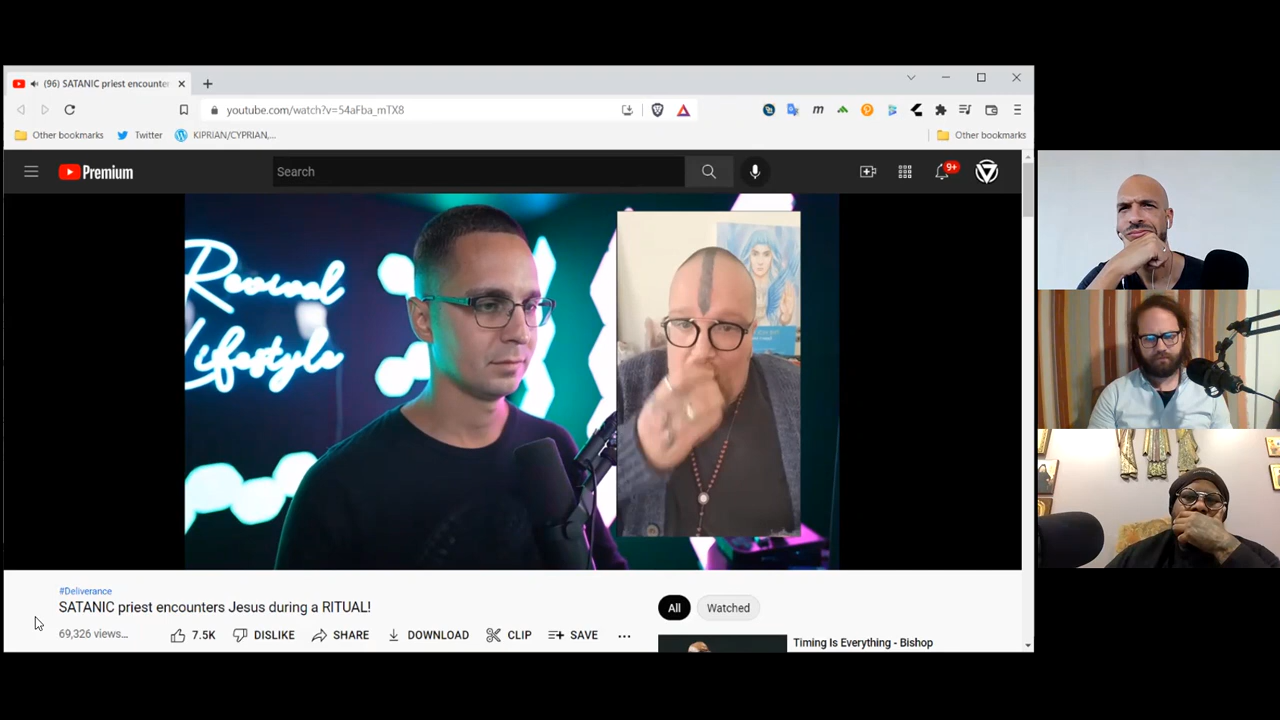 (96) SATANIC priest encounte
youtube.com/watch?v=54aFba_mTX8
Other bookmarks
Twitter
KIPRIAN/CYPRIAN,...
Other bookmarks
Premium
Search
9+
Revival
Lifestyle
#Deliverance
SATANIC priest encounters Jesus during a RITUAL!
69,326 views...
7.5K
DISLIKE
SHARE
DOWNLOAD
CLIP
SAVE
...
All
Watched
Timing Is Everything - Bishop